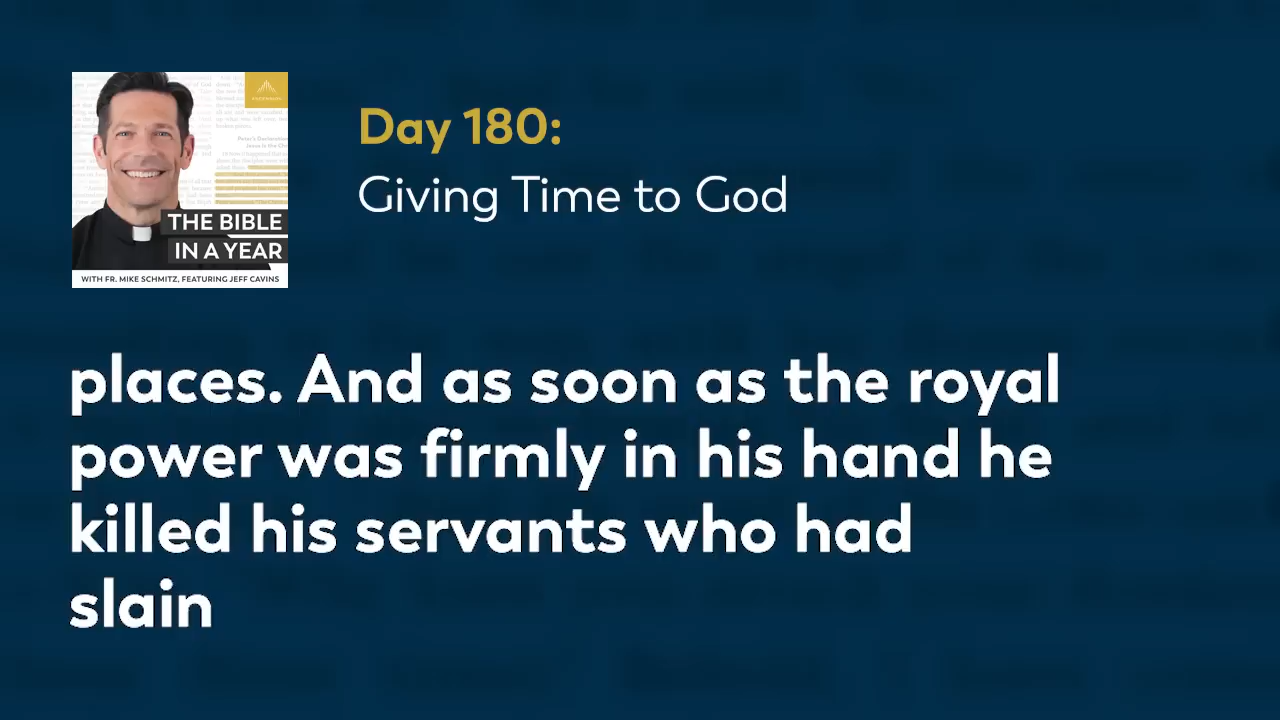 Day 180:
Giving Time to God
THE BIBLE
IN A YEAR
WITH FR. MIKE SCHMITZ, FEATURING JEFF CAVINS
places. And as soon as the royal
power was firmly in his hand he
killed his servants who had
slain